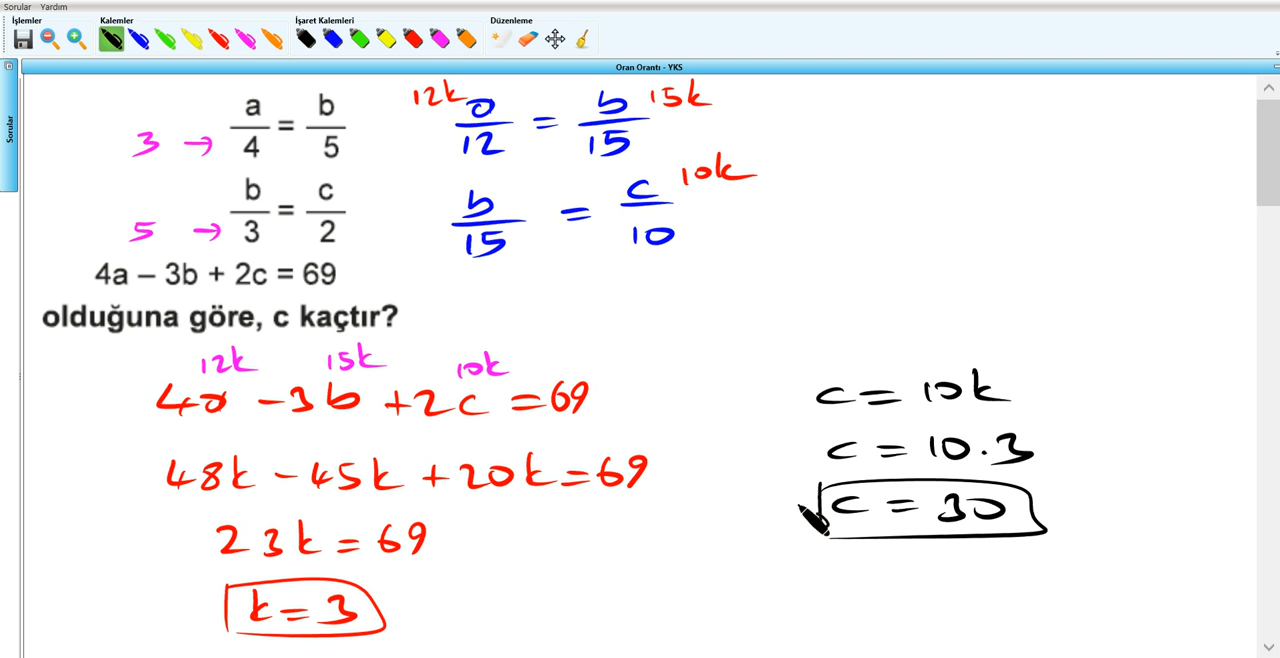 Sorular Yardım
İşlemler Kalemler İşaret Kalemleri Düzenleme
Oran Orantı - YKS
Sorular
3 → a/4 = b/5
5 → b/3 = c/2
4a – 3b + 2c = 69
olduğuna göre, c kaçtır?
12k a/12 = b/15 15k
b/15 = c/10 10k
12k 15k 10k
4a - 3b + 2c = 69
48k - 45k + 20k = 69
23k = 69
k = 3
c = 10k
c = 10.3
c = 30